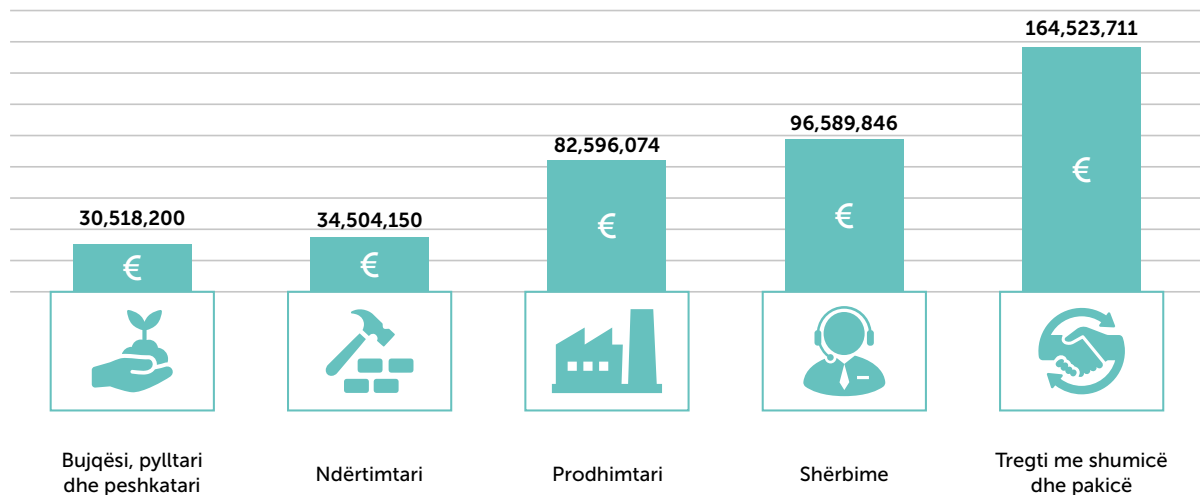 164,523,711
96,589,846
82,596,074
30,518,200
34,504,150
€
€
€
€
€
Bujqësi, pylltari
dhe peshkatari
Ndërtimtari
Prodhimtari
Shërbime
Tregti me shumicë
dhe pakicë